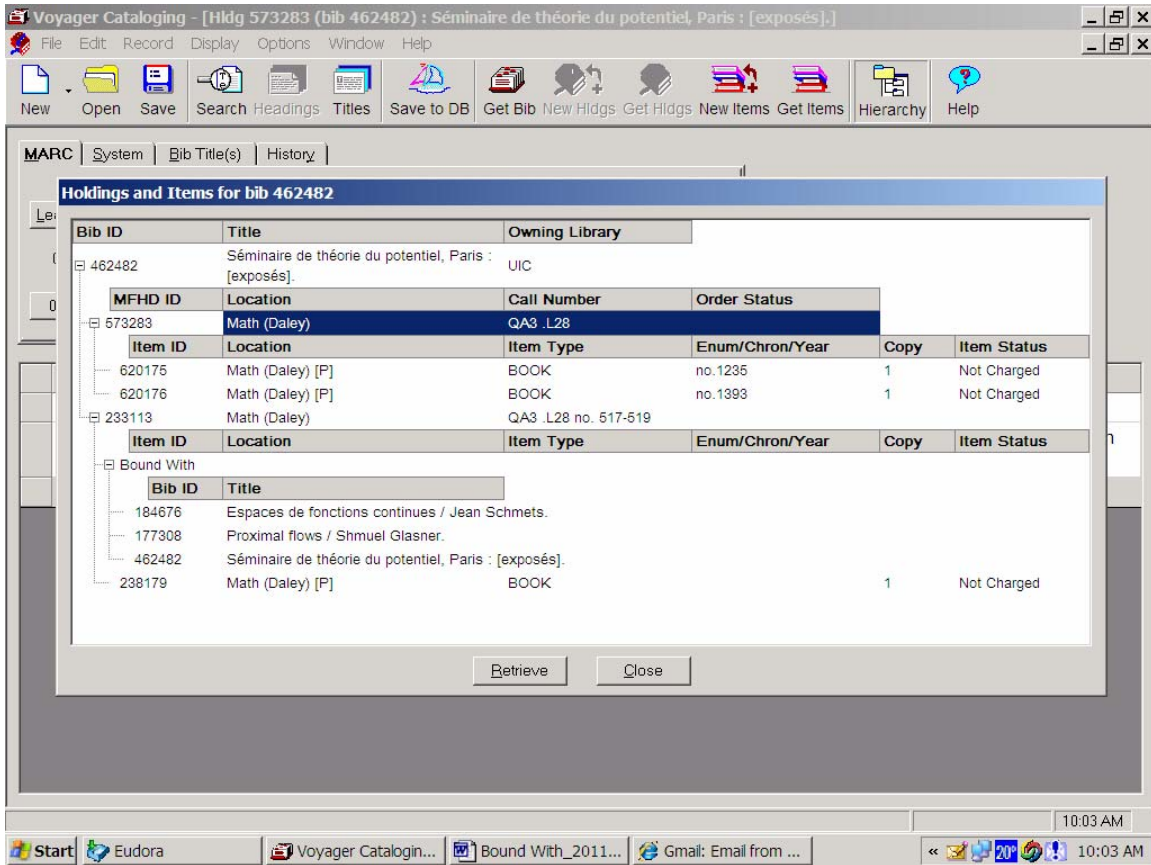 Voyager Cataloging - [Hldg 573283 (bib 462482) : Séminaire de théorie du potentiel, Paris : [exposés].]
File Edit Record Display Options Window Help
New Open Save Search Headings Titles Save to DB Get Bib New Hldgs Get Hldgs New Items Get Items Hierarchy Help
MARC System Bib Title(s) History
Holdings and Items for bib 462482
Bib ID Title Owning Library
462482 Séminaire de théorie du potentiel, Paris : [exposés]. UIC
MFHD ID Location Call Number Order Status
573283 Math (Daley) QA3 .L28
Item ID Location Item Type Enum/Chron/Year Copy Item Status
620175 Math (Daley) [P] BOOK no.1235 1 Not Charged
620176 Math (Daley) [P] BOOK no.1393 1 Not Charged
233113 Math (Daley) QA3 .L28 no. 517-519
Item ID Location Item Type Enum/Chron/Year Copy Item Status
Bound With
Bib ID Title
184676 Espaces de fonctions continues / Jean Schmets.
177308 Proximal flows / Shmuel Glasner.
462482 Séminaire de théorie du potentiel, Paris : [exposés].
238179 Math (Daley) [P] BOOK 1 Not Charged
Retrieve Close
10:03 AM
Start Eudora Voyager Catalogin... Bound With_2011... Gmail: Email from ... « 20° 10:03 AM